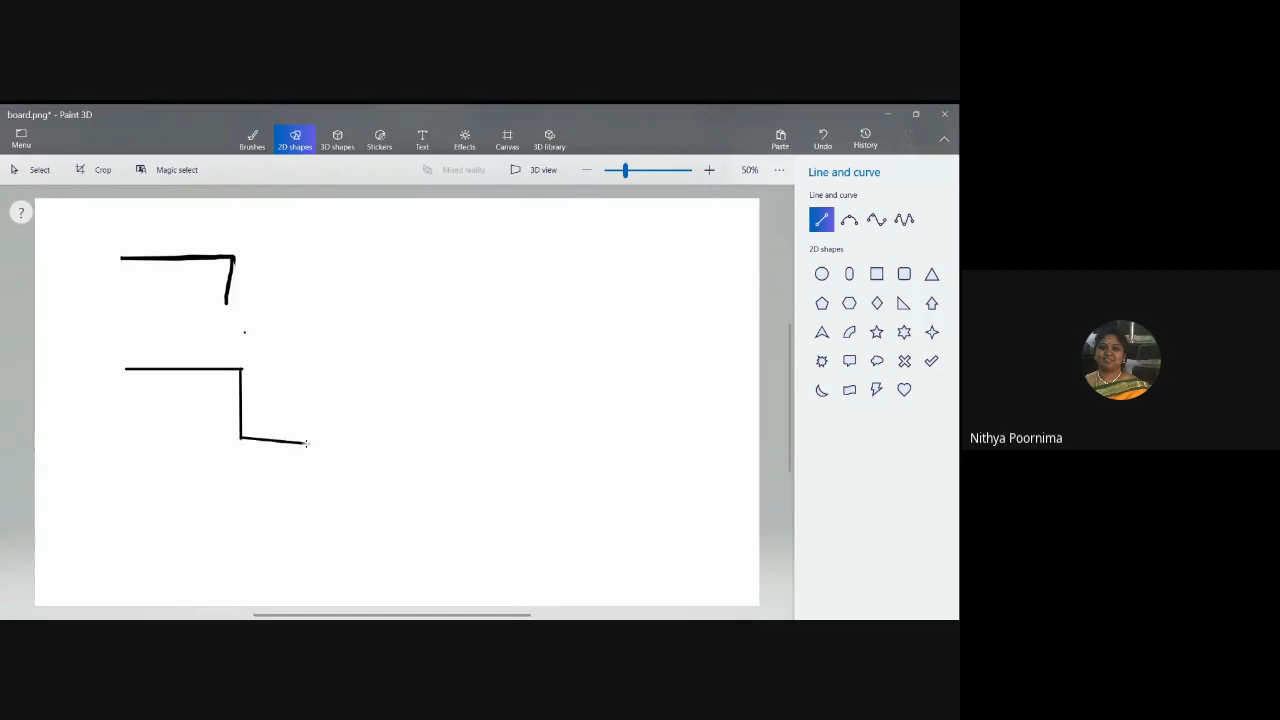 board.png* - Paint 3D
Menu
Brushes
2D shapes
3D shapes
Stickers
Text
Effects
Canvas
3D library
Paste
Undo
History
Select
Crop
Magic select
Mixed reality
3D view
50%
Line and curve
Line and curve
?
2D shapes
Nithya Poornima